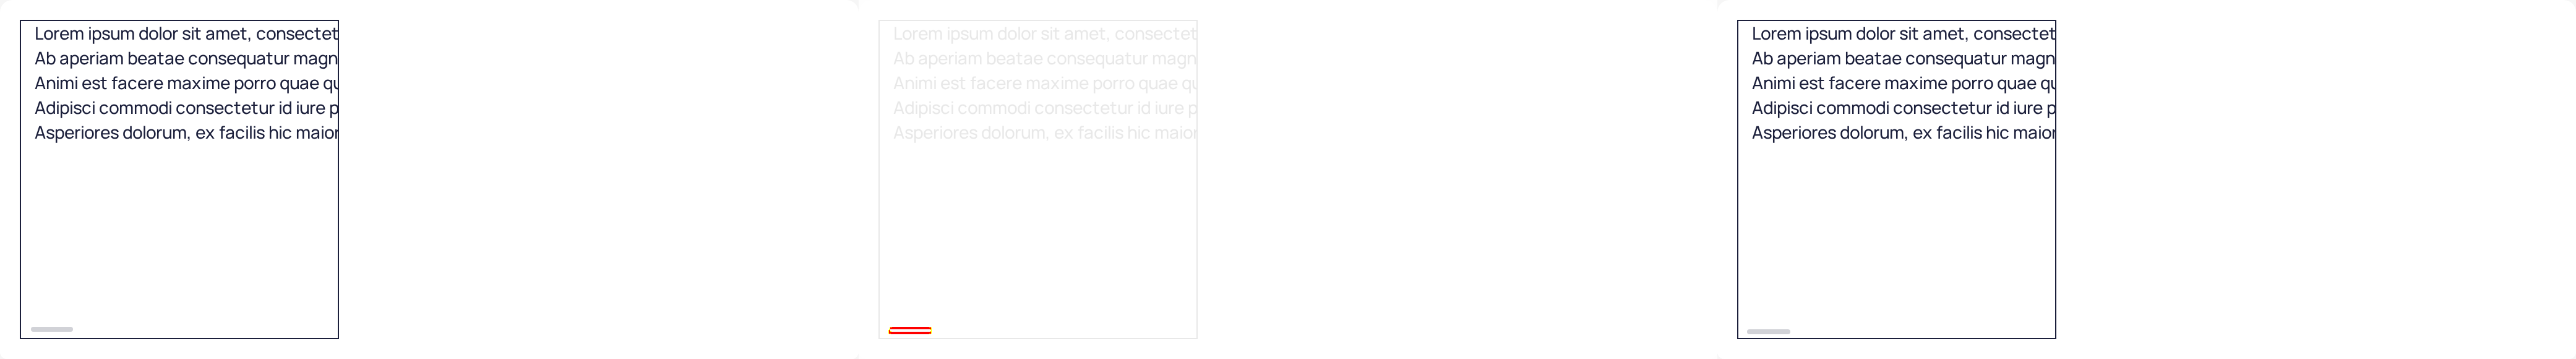 Lorem ipsum dolor sit amet, consectet
Ab aperiam beatae consequatur magn
Animi est facere maxime porro quae qu
Adipisci commodi consectetur id iure p
Asperiores dolorum, ex facilis hic maior
Lorem ipsum dolor sit amet, consectet
Ab aperiam beatae consequatur magn
Animi est facere maxime porro quae qu
Adipisci commodi consectetur id iure p
Asperiores dolorum, ex facilis hic maior
Lorem ipsum dolor sit amet, consectet
Ab aperiam beatae consequatur magn
Animi est facere maxime porro quae qu
Adipisci commodi consectetur id iure p
Asperiores dolorum, ex facilis hic maior